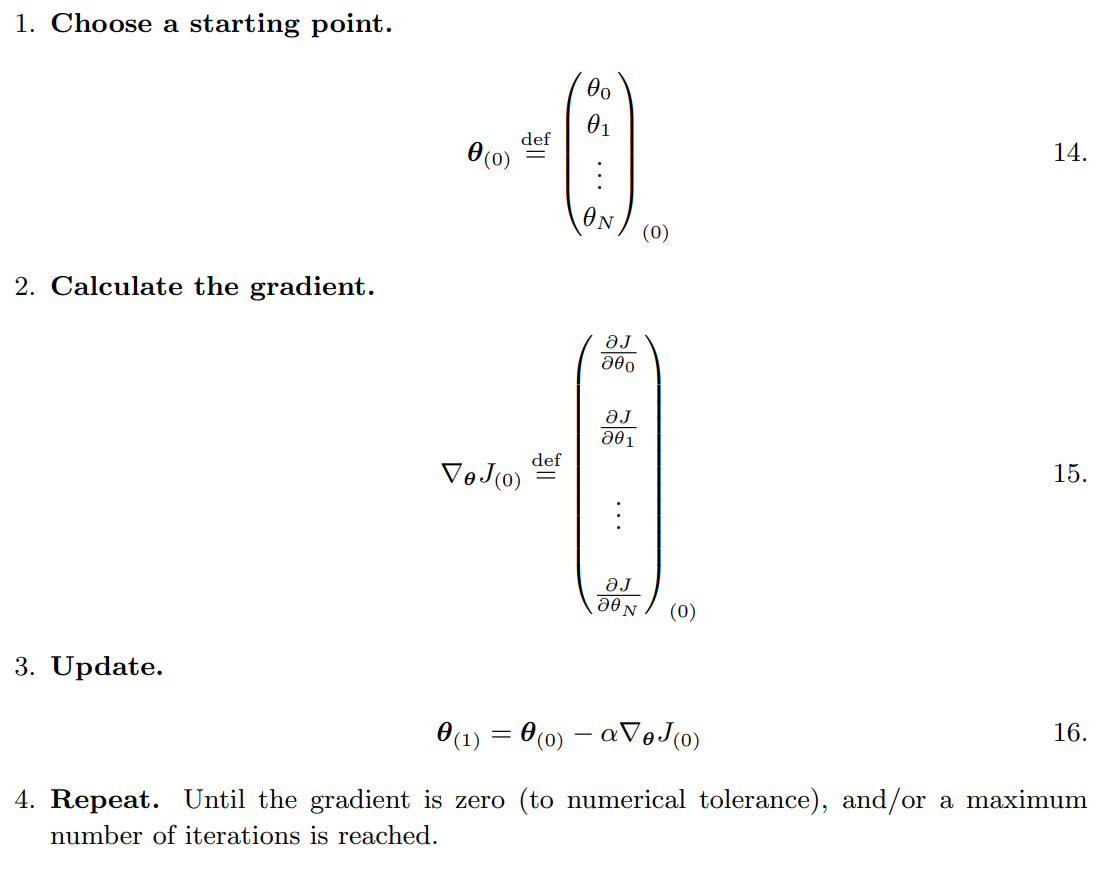 1. Choose a starting point.
$$\boldsymbol{\theta}_{(0)} \overset{\text{def}}{=} \begin{pmatrix} \theta_0 \\ \theta_1 \\ \vdots \\ \theta_N \end{pmatrix}_{(0)}$$ 14.
2. Calculate the gradient.
$$\nabla_{\boldsymbol{\theta}} J_{(0)} \overset{\text{def}}{=} \begin{pmatrix} \frac{\partial J}{\partial \theta_0} \\ \frac{\partial J}{\partial \theta_1} \\ \vdots \\ \frac{\partial J}{\partial \theta_N} \end{pmatrix}_{(0)}$$ 15.
3. Update.
$$\boldsymbol{\theta}_{(1)} = \boldsymbol{\theta}_{(0)} - \alpha \nabla_{\boldsymbol{\theta}} J_{(0)}$$ 16.
4. Repeat. Until the gradient is zero (to numerical tolerance), and/or a maximum
number of iterations is reached.